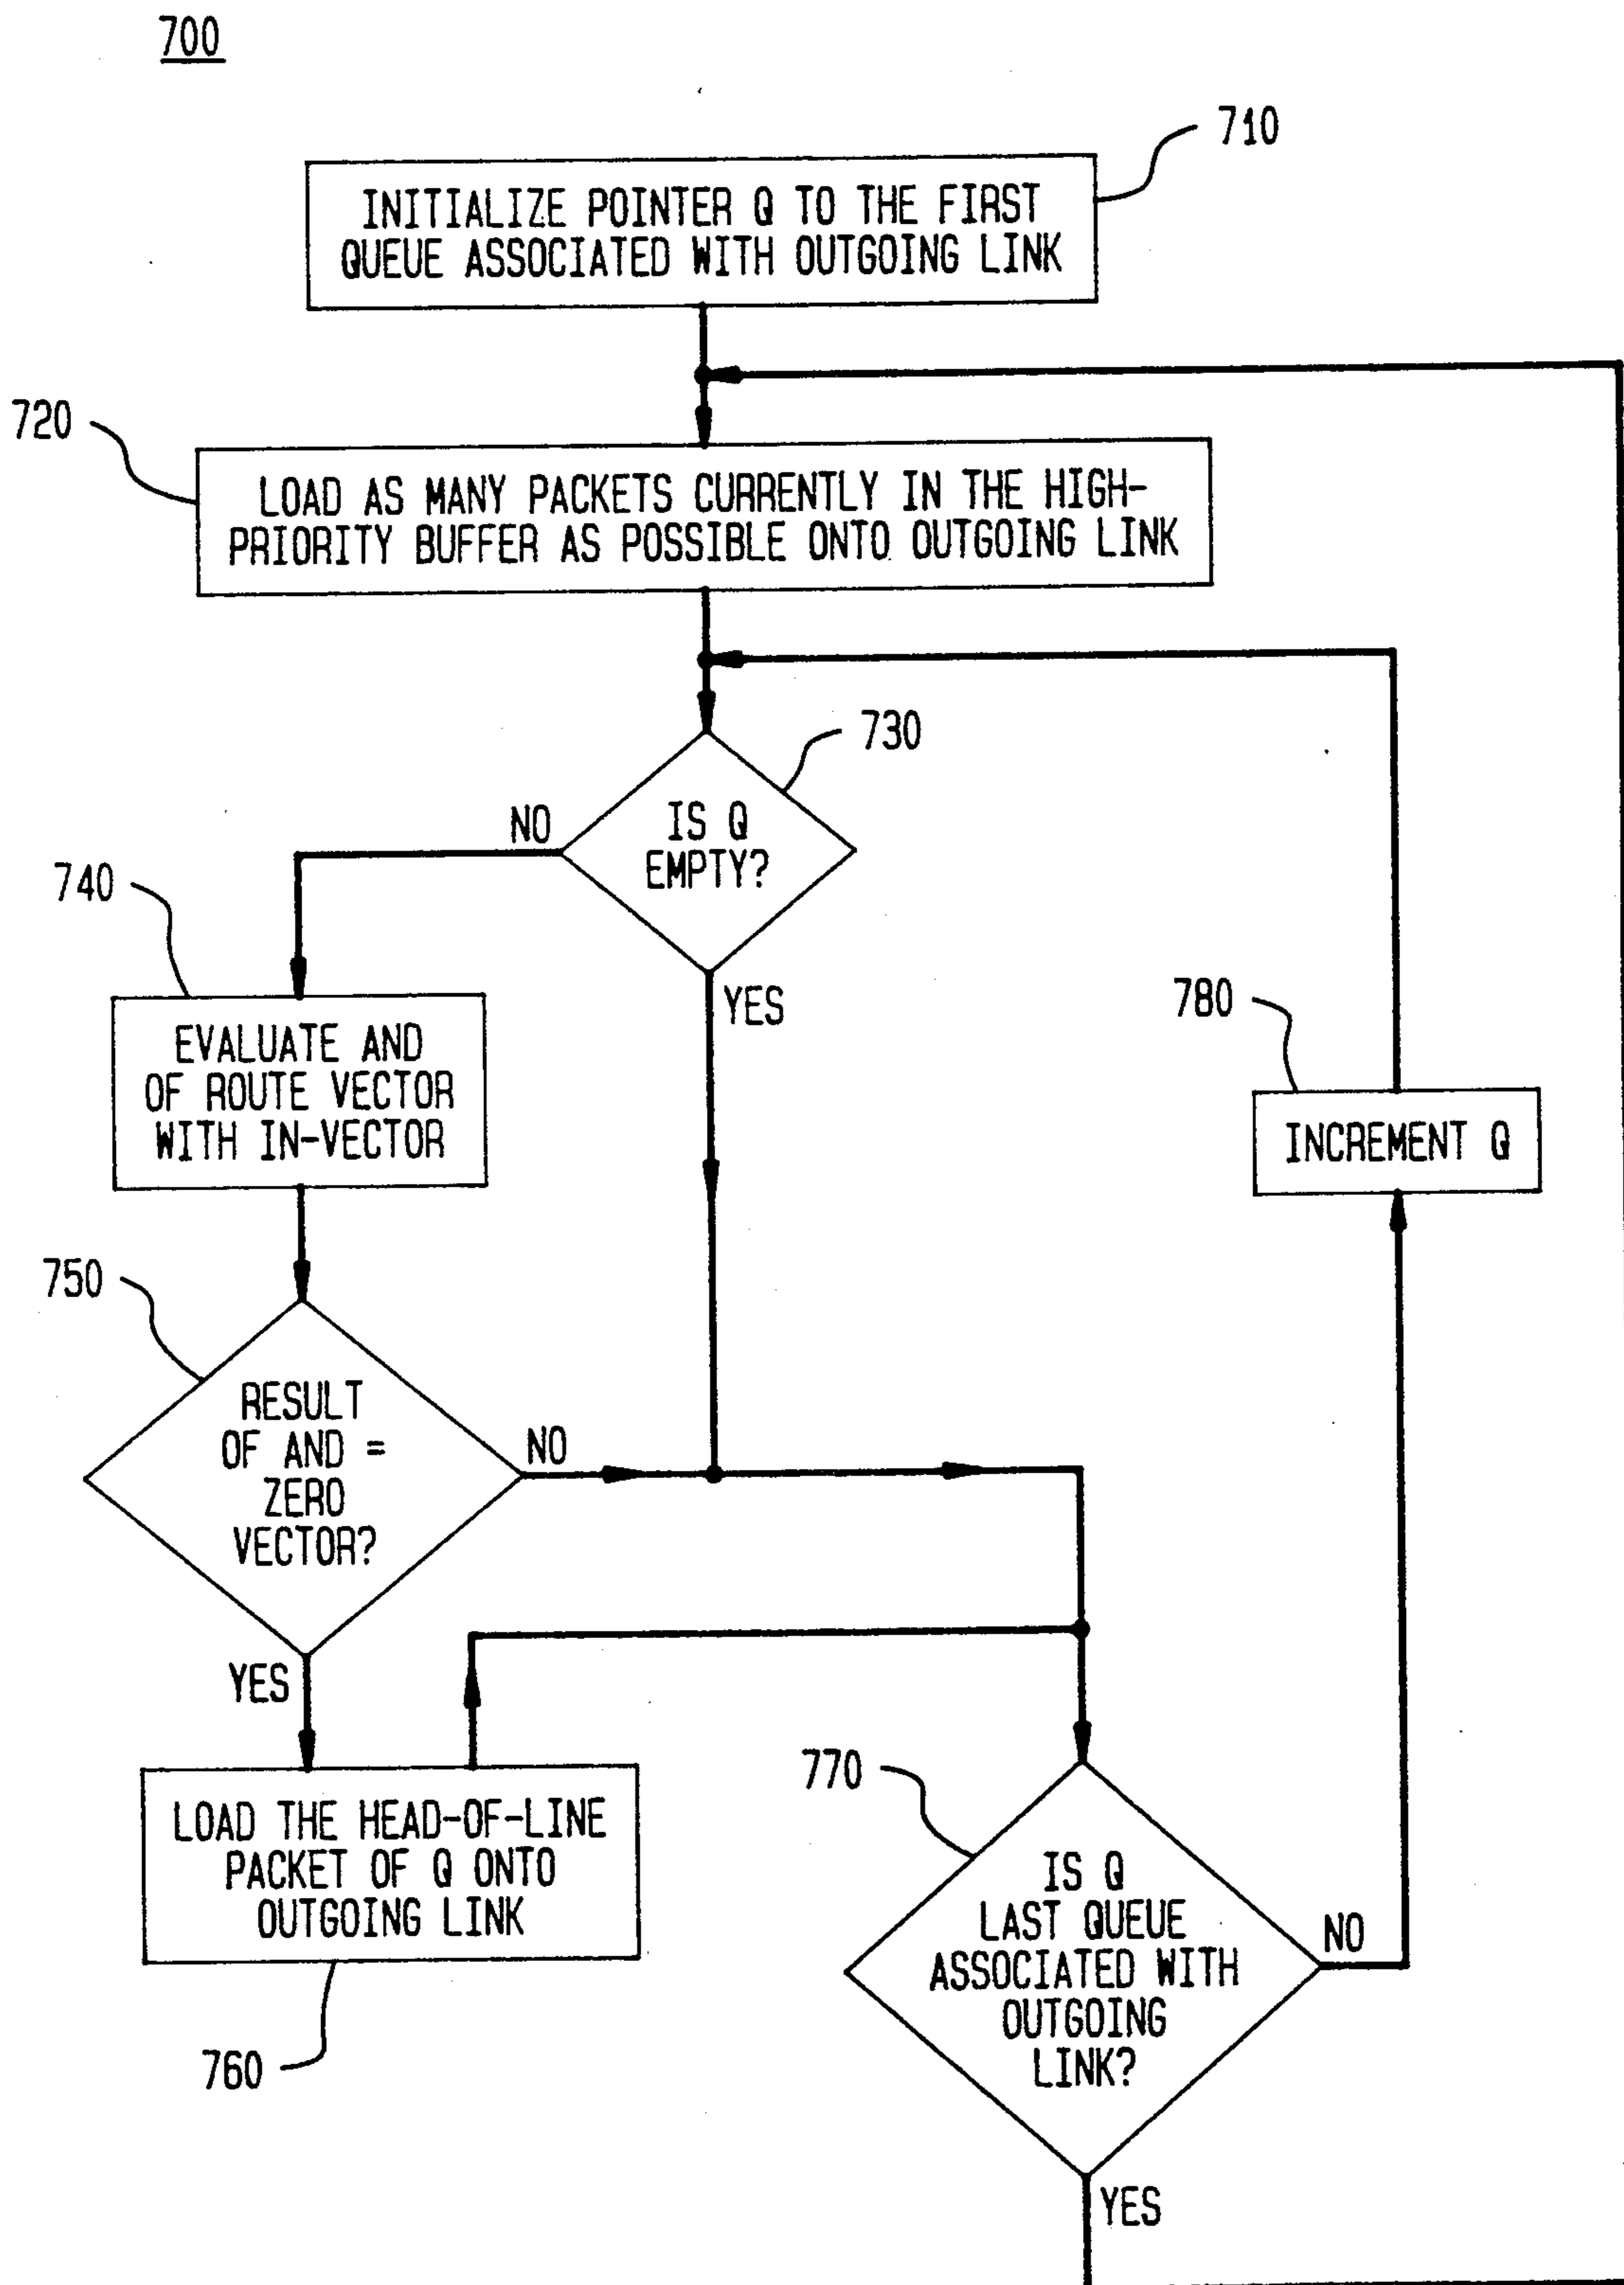 700
710
INITIALIZE POINTER Q TO THE FIRST
QUEUE ASSOCIATED WITH OUTGOING LINK
720
LOAD AS MANY PACKETS CURRENTLY IN THE HIGH-
PRIORITY BUFFER AS POSSIBLE ONTO OUTGOING LINK
730
IS Q
EMPTY?
NO
YES
740
EVALUATE AND
OF ROUTE VECTOR
WITH IN-VECTOR
780
INCREMENT Q
750
RESULT
OF AND =
ZERO
VECTOR?
NO
YES
LOAD THE HEAD-OF-LINE
PACKET OF Q ONTO
OUTGOING LINK
760
770
IS Q
LAST QUEUE
ASSOCIATED WITH
OUTGOING
LINK?
NO
YES